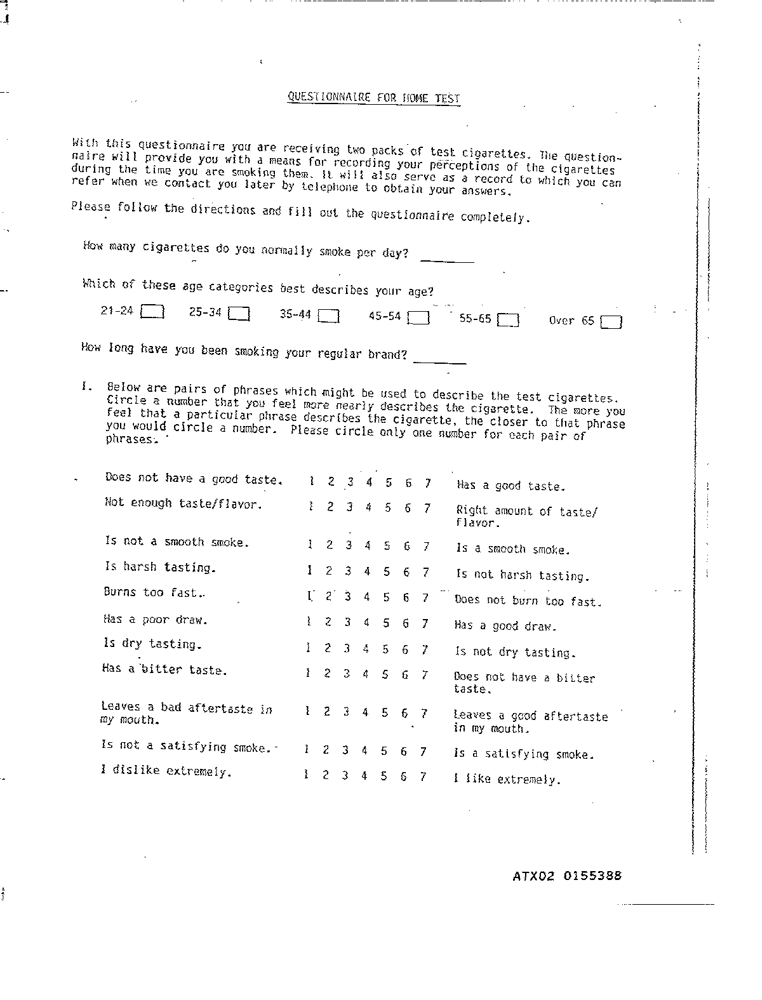 QUESTIONNAIRE FOR HOME TEST
With this questionnaire you are receiving two packs of test cigarettes. The question-
naire will provide you with a means for recording your perceptions of the cigarettes
during the time you are smoking them. It will also serve as a record to which you can
refer when we contact you later by telephone to obtain your answers.
Please follow the directions and fill out the questionnaire completely.
How many cigarettes do you normally smoke per day? ______
Which of these age categories best describes your age?
21-24 25-34 35-44 45-54 55-65 Over 65
How long have you been smoking your regular brand? ______
1. Below are pairs of phrases which might be used to describe the test cigarettes.
Circle a number that you feel more nearly describes the cigarette. The more you
feel that a particular phrase describes the cigarette, the closer to that phrase
you would circle a number. Please circle only one number for each pair of
phrases.
Does not have a good taste. 1 2 3 4 5 6 7 Has a good taste.
Not enough taste/flavor. 1 2 3 4 5 6 7 Right amount of taste/
flavor.
Is not a smooth smoke. 1 2 3 4 5 6 7 Is a smooth smoke.
Is harsh tasting. 1 2 3 4 5 6 7 Is not harsh tasting.
Burns too fast. 1 2 3 4 5 6 7 Does not burn too fast.
Has a poor draw. 1 2 3 4 5 6 7 Has a good draw.
Is dry tasting. 1 2 3 4 5 6 7 Is not dry tasting.
Has a bitter taste. 1 2 3 4 5 6 7 Does not have a bitter
taste.
Leaves a bad aftertaste in 1 2 3 4 5 6 7 Leaves a good aftertaste
my mouth. in my mouth.
Is not a satisfying smoke. 1 2 3 4 5 6 7 Is a satisfying smoke.
I dislike extremely. 1 2 3 4 5 6 7 I like extremely.
ATX02 0155388